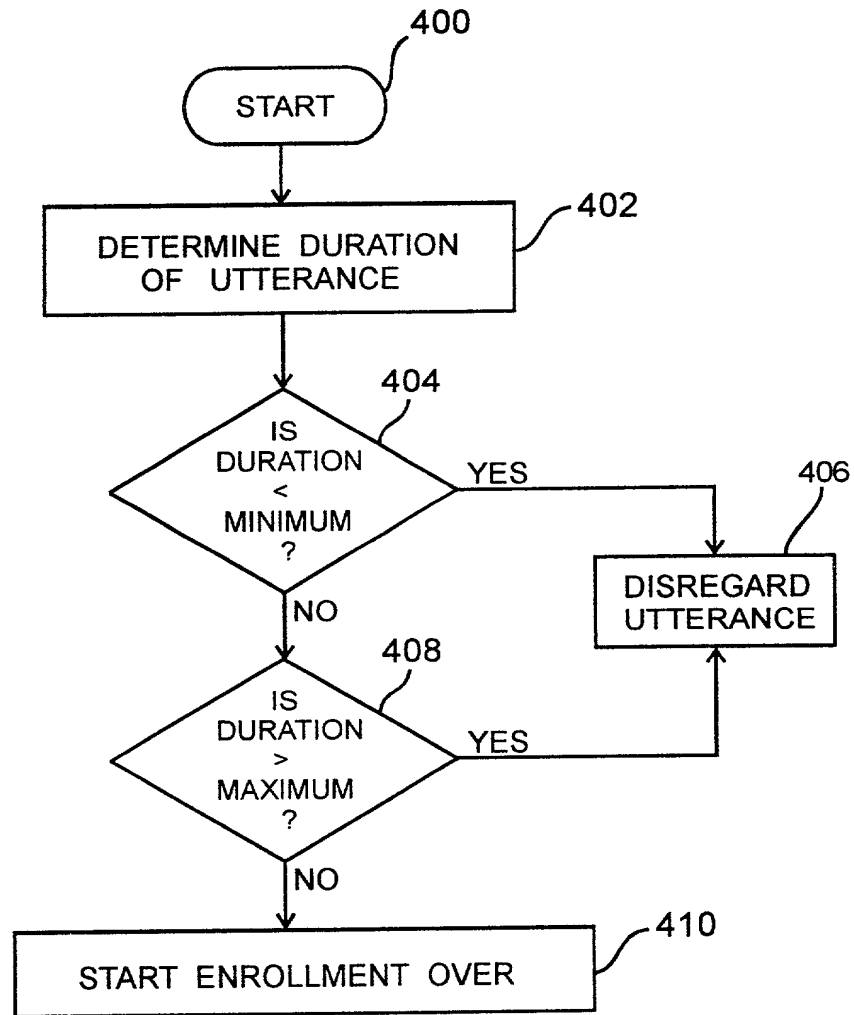 400
START
402
DETERMINE DURATION
OF UTTERANCE
404
IS
DURATION
<
MINIMUM
?
YES
406
DISREGARD
UTTERANCE
NO
408
IS
DURATION
>
MAXIMUM
?
YES
NO
410
START ENROLLMENT OVER